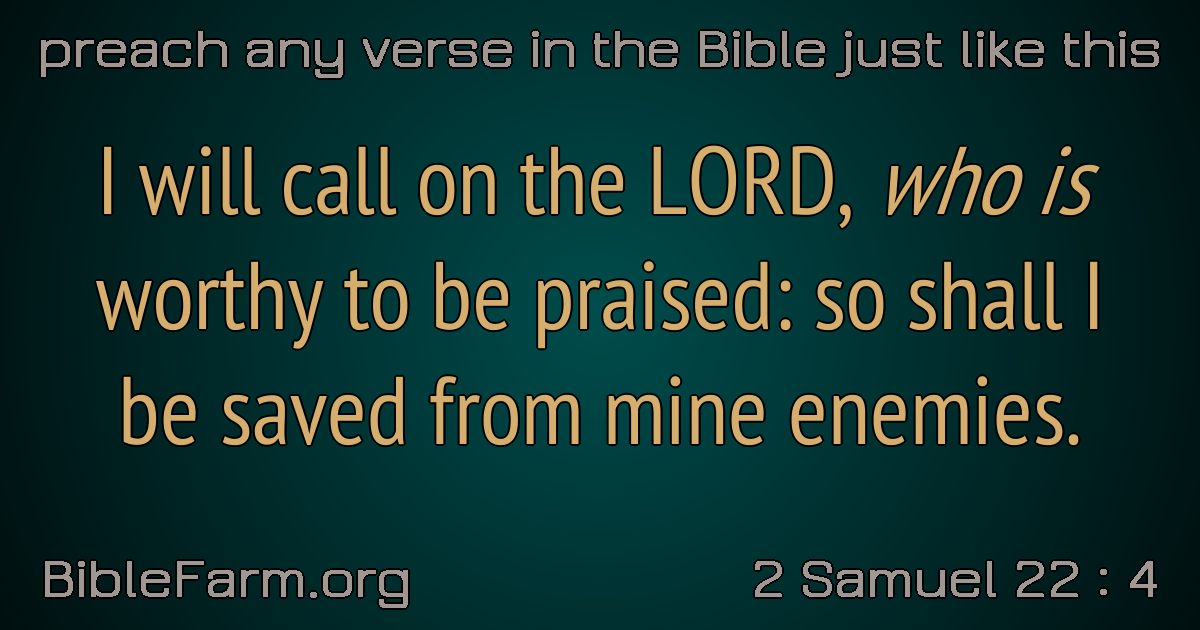 preach any verse in the Bible just like this
I will call on the LORD, who is
worthy to be praised: so shall I
be saved from mine enemies.
BibleFarm.org
2 Samuel 22 : 4